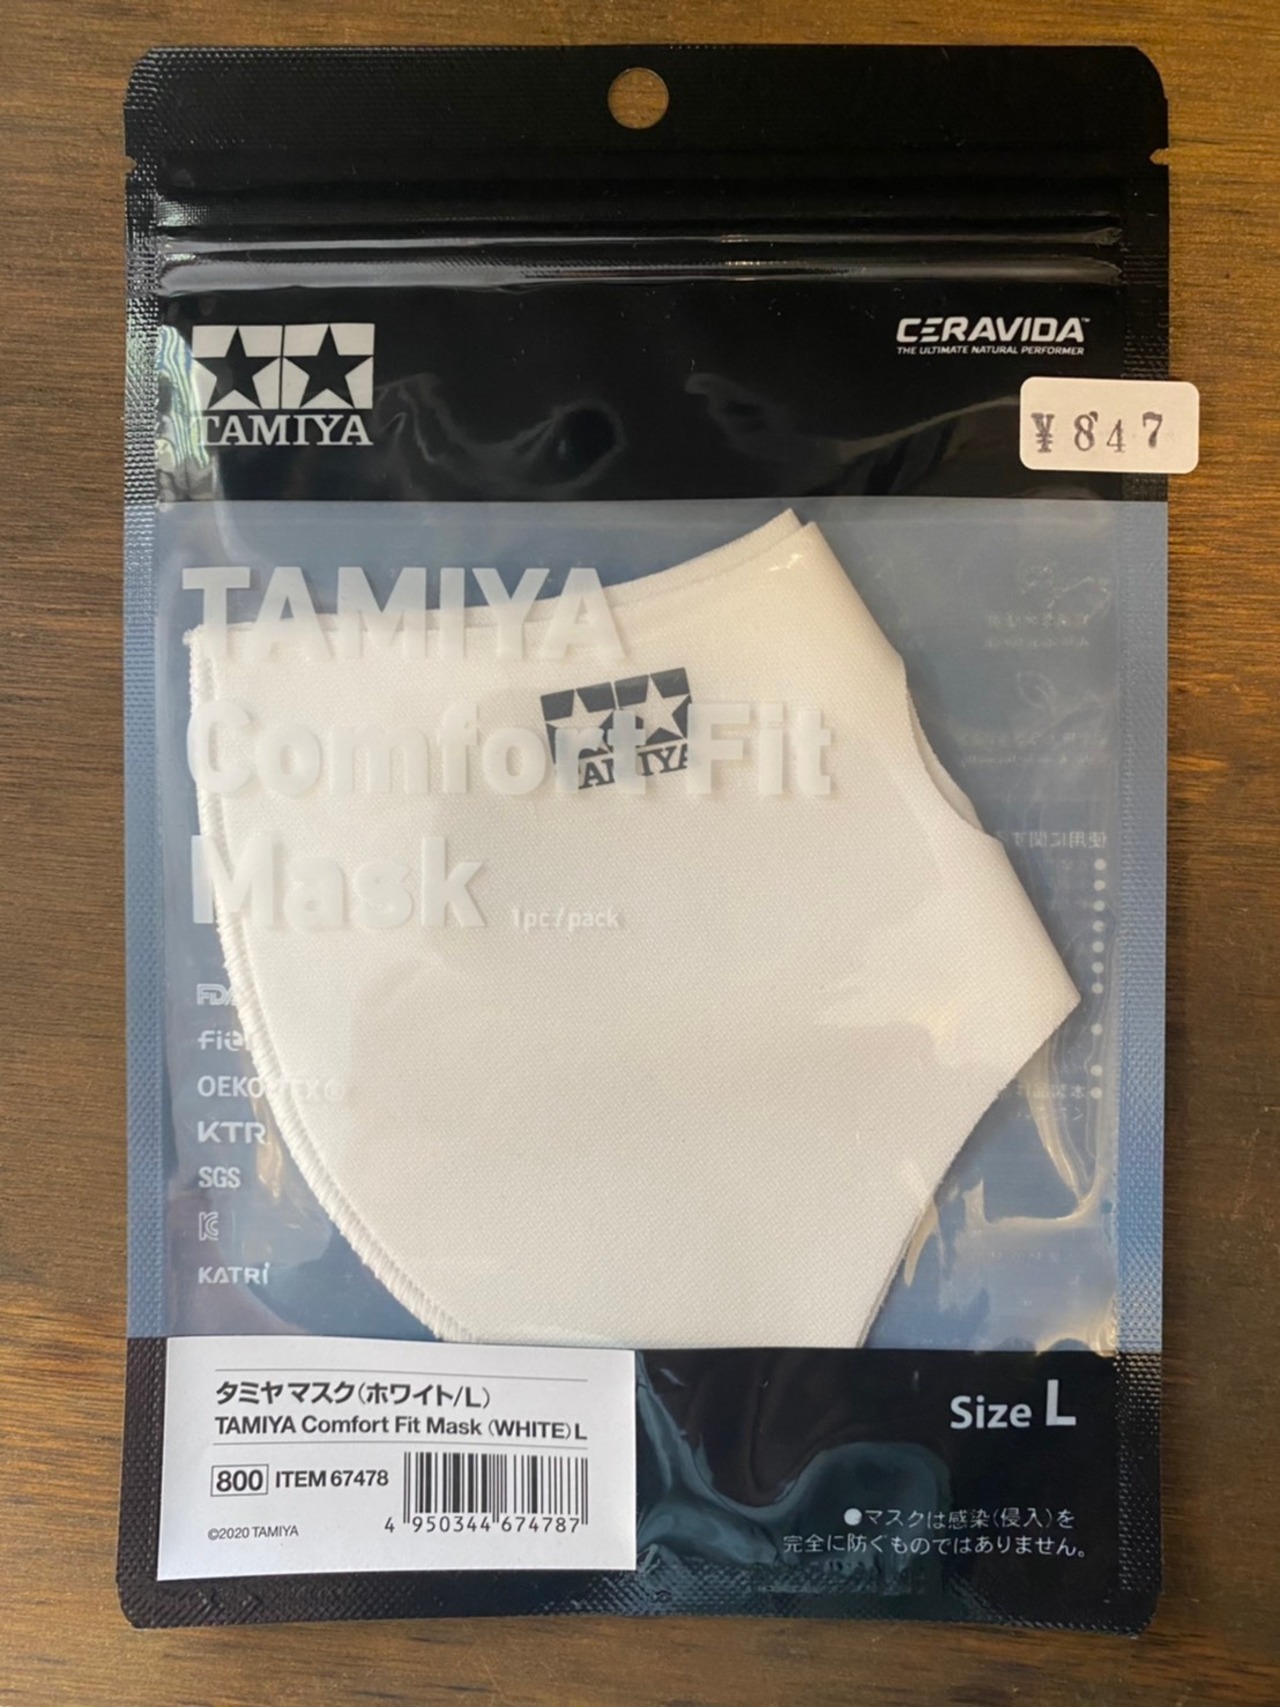 TAMIYA
CERAVIDA™
THE ULTIMATE NATURAL PERFORMER
¥847
TAMIYA
Comfort Fit
Mask 1pc/pack
TAMIYA
FDA
OEKO-TEX®
KTR
SGS
KATRi
タミヤ マスク(ホワイト/L)
TAMIYA Comfort Fit Mask (WHITE) L
800 ITEM 67478
©2020 TAMIYA
4 950344 674787
Size L
●マスクは感染(侵入)を
完全に防ぐものではありません。